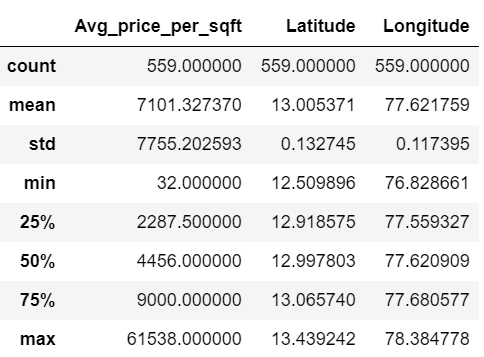 Avg_price_per_sqft Latitude Longitude
count 559.000000 559.000000 559.000000
mean 7101.327370 13.005371 77.621759
std 7755.202593 0.132745 0.117395
min 32.000000 12.509896 76.828661
25% 2287.500000 12.918575 77.559327
50% 4456.000000 12.997803 77.620909
75% 9000.000000 13.065740 77.680577
max 61538.000000 13.439242 78.384778